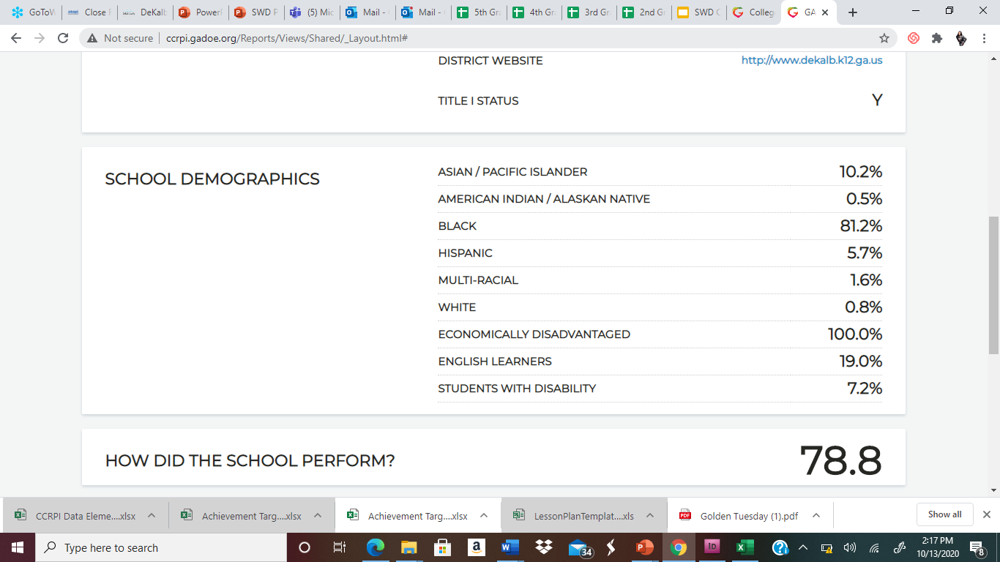 GoToW
Close F
DeKalb
PowerF
SWD P
(5) Mic
Mail -
Mail -
5th Gra
4th Gra
3rd Gra
2nd Gr
SWD C
Colleg
GA
Not secure ccrpi.gadoe.org/Reports/Views/Shared/_Layout.html#
DISTRICT WEBSITE http://www.dekalb.k12.ga.us
TITLE I STATUS Y
SCHOOL DEMOGRAPHICS
ASIAN / PACIFIC ISLANDER 10.2%
AMERICAN INDIAN / ALASKAN NATIVE 0.5%
BLACK 81.2%
HISPANIC 5.7%
MULTI-RACIAL 1.6%
WHITE 0.8%
ECONOMICALLY DISADVANTAGED 100.0%
ENGLISH LEARNERS 19.0%
STUDENTS WITH DISABILITY 7.2%
HOW DID THE SCHOOL PERFORM? 78.8
CCRPI Data Eleme....xlsx
Achievement Targ....xlsx
Achievement Targ....xlsx
LessonPlanTemplat....xls
PDF
Golden Tuesday (1).pdf
Show all
Type here to search
34
2:17 PM
10/13/2020
8